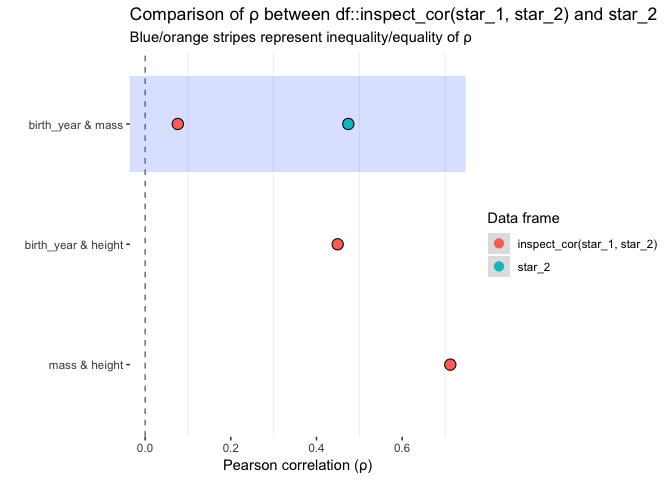 Comparison of ρ between df::inspect_cor(star_1, star_2) and star_2
Blue/orange stripes represent inequality/equality of ρ
birth_year & mass
birth_year & height
mass & height
0.0 0.2 0.4 0.6
Pearson correlation (ρ)
Data frame
inspect_cor(star_1, star_2)
star_2